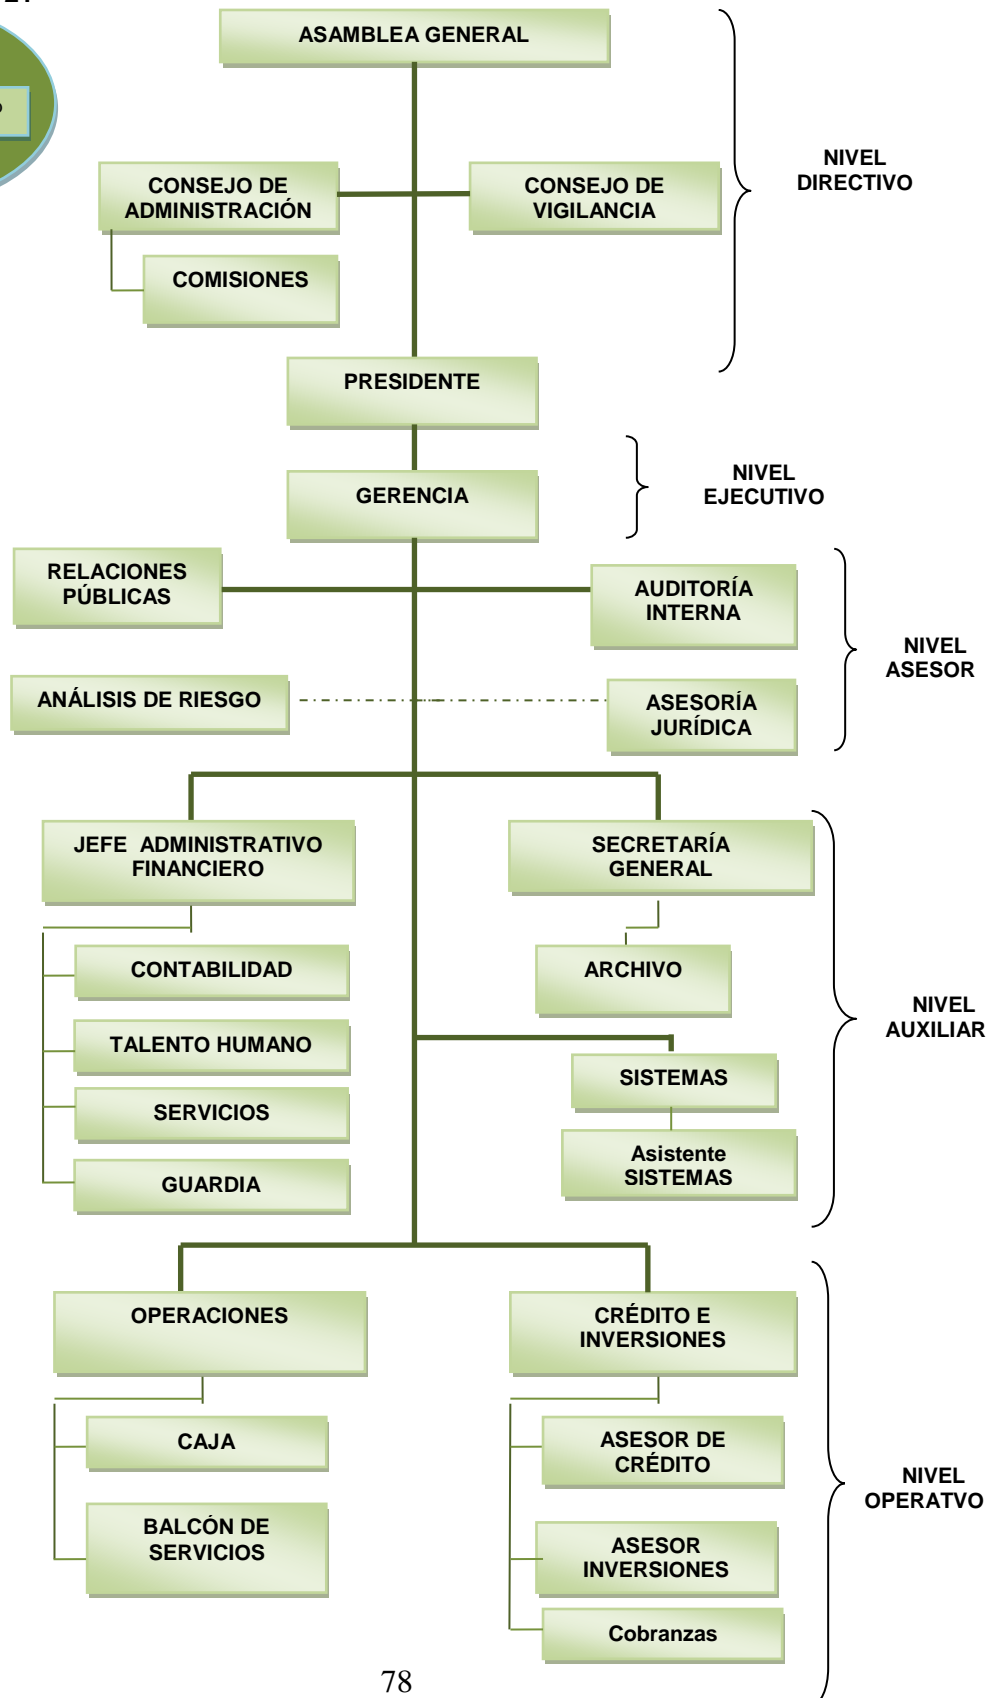 ASAMBLEA GENERAL
CONSEJO DE
ADMINISTRACIÓN
CONSEJO DE
VIGILANCIA
NIVEL
DIRECTIVO
COMISIONES
PRESIDENTE
GERENCIA
NIVEL
EJECUTIVO
RELACIONES
PÚBLICAS
AUDITORÍA
INTERNA
NIVEL
ASESOR
ANÁLISIS DE RIESGO
ASESORÍA
JURÍDICA
JEFE ADMINISTRATIVO
FINANCIERO
SECRETARÍA
GENERAL
CONTABILIDAD
ARCHIVO
TALENTO HUMANO
NIVEL
AUXILIAR
SISTEMAS
SERVICIOS
Asistente
SISTEMAS
GUARDIA
OPERACIONES
CRÉDITO E
INVERSIONES
CAJA
ASESOR DE
CRÉDITO
NIVEL
OPERATVO
BALCÓN DE
SERVICIOS
ASESOR
INVERSIONES
Cobranzas
78